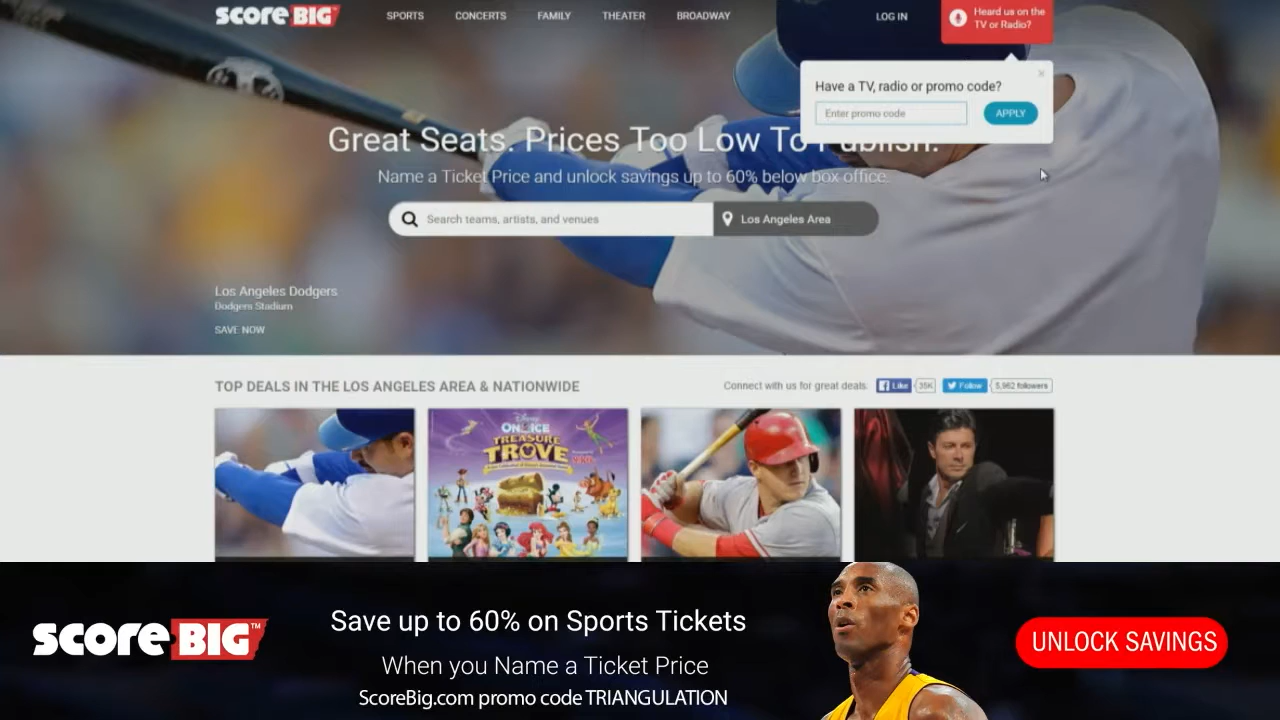 SCOREBIG™
SPORTS
CONCERTS
FAMILY
THEATER
BROADWAY
LOG IN
Heard us on the
TV or Radio?
Have a TV, radio or promo code?
Enter promo code
APPLY
Great Seats. Prices Too Low To Publish.
Name a Ticket Price and unlock savings up to 60% below box office.
Search teams, artists, and venues
Los Angeles Area
Los Angeles Dodgers
Dodgers Stadium
SAVE NOW
TOP DEALS IN THE LOS ANGELES AREA & NATIONWIDE
Connect with us for great deals:
Like
35K
Follow
5,962 followers
Disney
ON ICE
TREASURE
TROVE
SCOREBIG™
Save up to 60% on Sports Tickets
When you Name a Ticket Price
ScoreBig.com promo code TRIANGULATION
UNLOCK SAVINGS